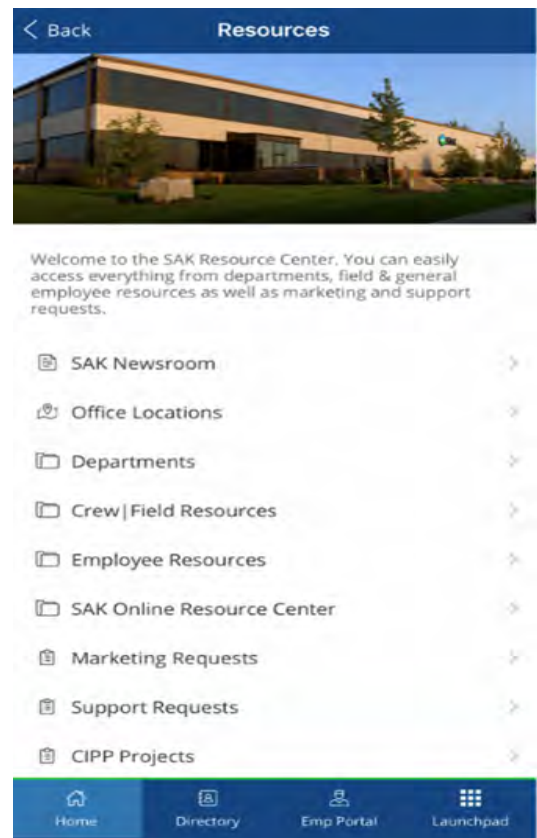 Back
Resources
Welcome to the SAK Resource Center. You can easily
access everything from departments, field & general
employee resources as well as marketing and support
requests.
SAK Newsroom
Office Locations
Departments
Crew|Field Resources
Employee Resources
SAK Online Resource Center
Marketing Requests
Support Requests
CIPP Projects
Home
Directory
Emp Portal
Launchpad